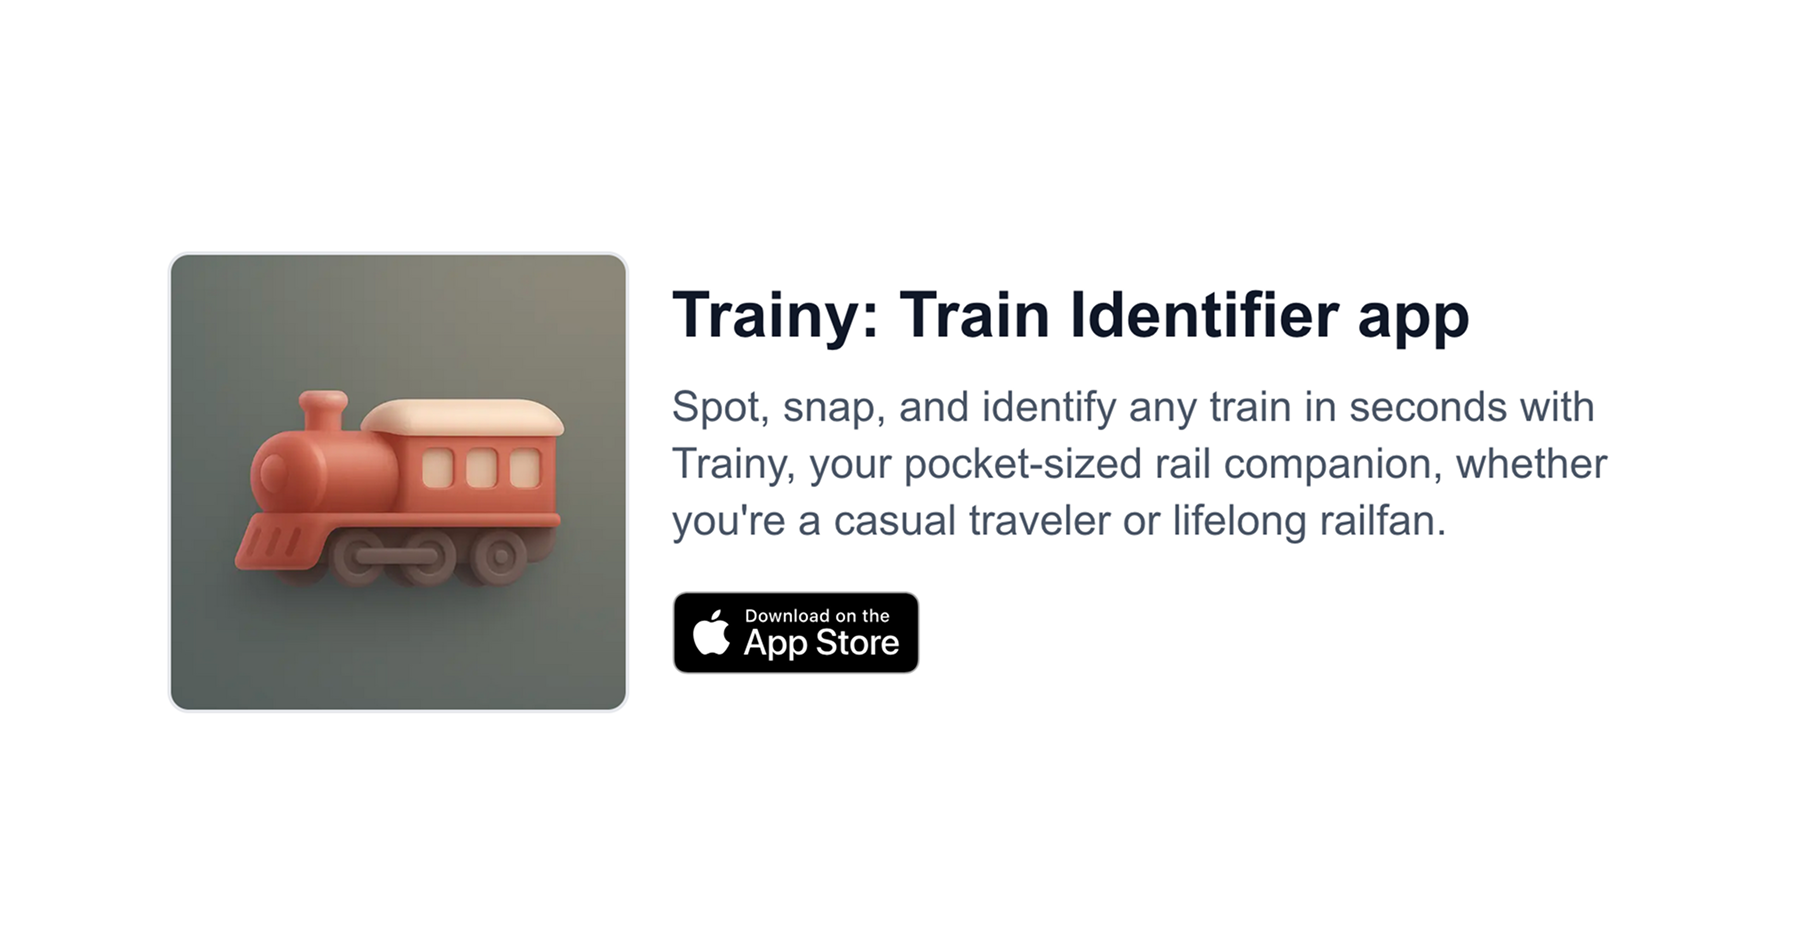 Trainy: Train Identifier app
Spot, snap, and identify any train in seconds with
Trainy, your pocket-sized rail companion, whether
you're a casual traveler or lifelong railfan.
Download on the
App Store